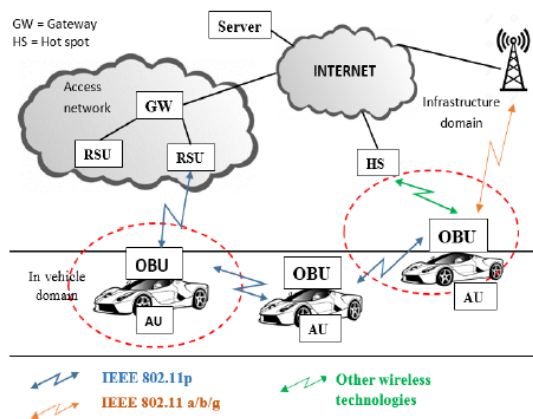 GW = Gateway
HS = Hot spot
Server
Access
network
GW
RSU
RSU
INTERNET
Infrastructure
domain
HS
OBU
AU
In vehicle
domain
OBU
AU
OBU
AU
IEEE 802.11p
IEEE 802.11 a/b/g
Other wireless
technologies